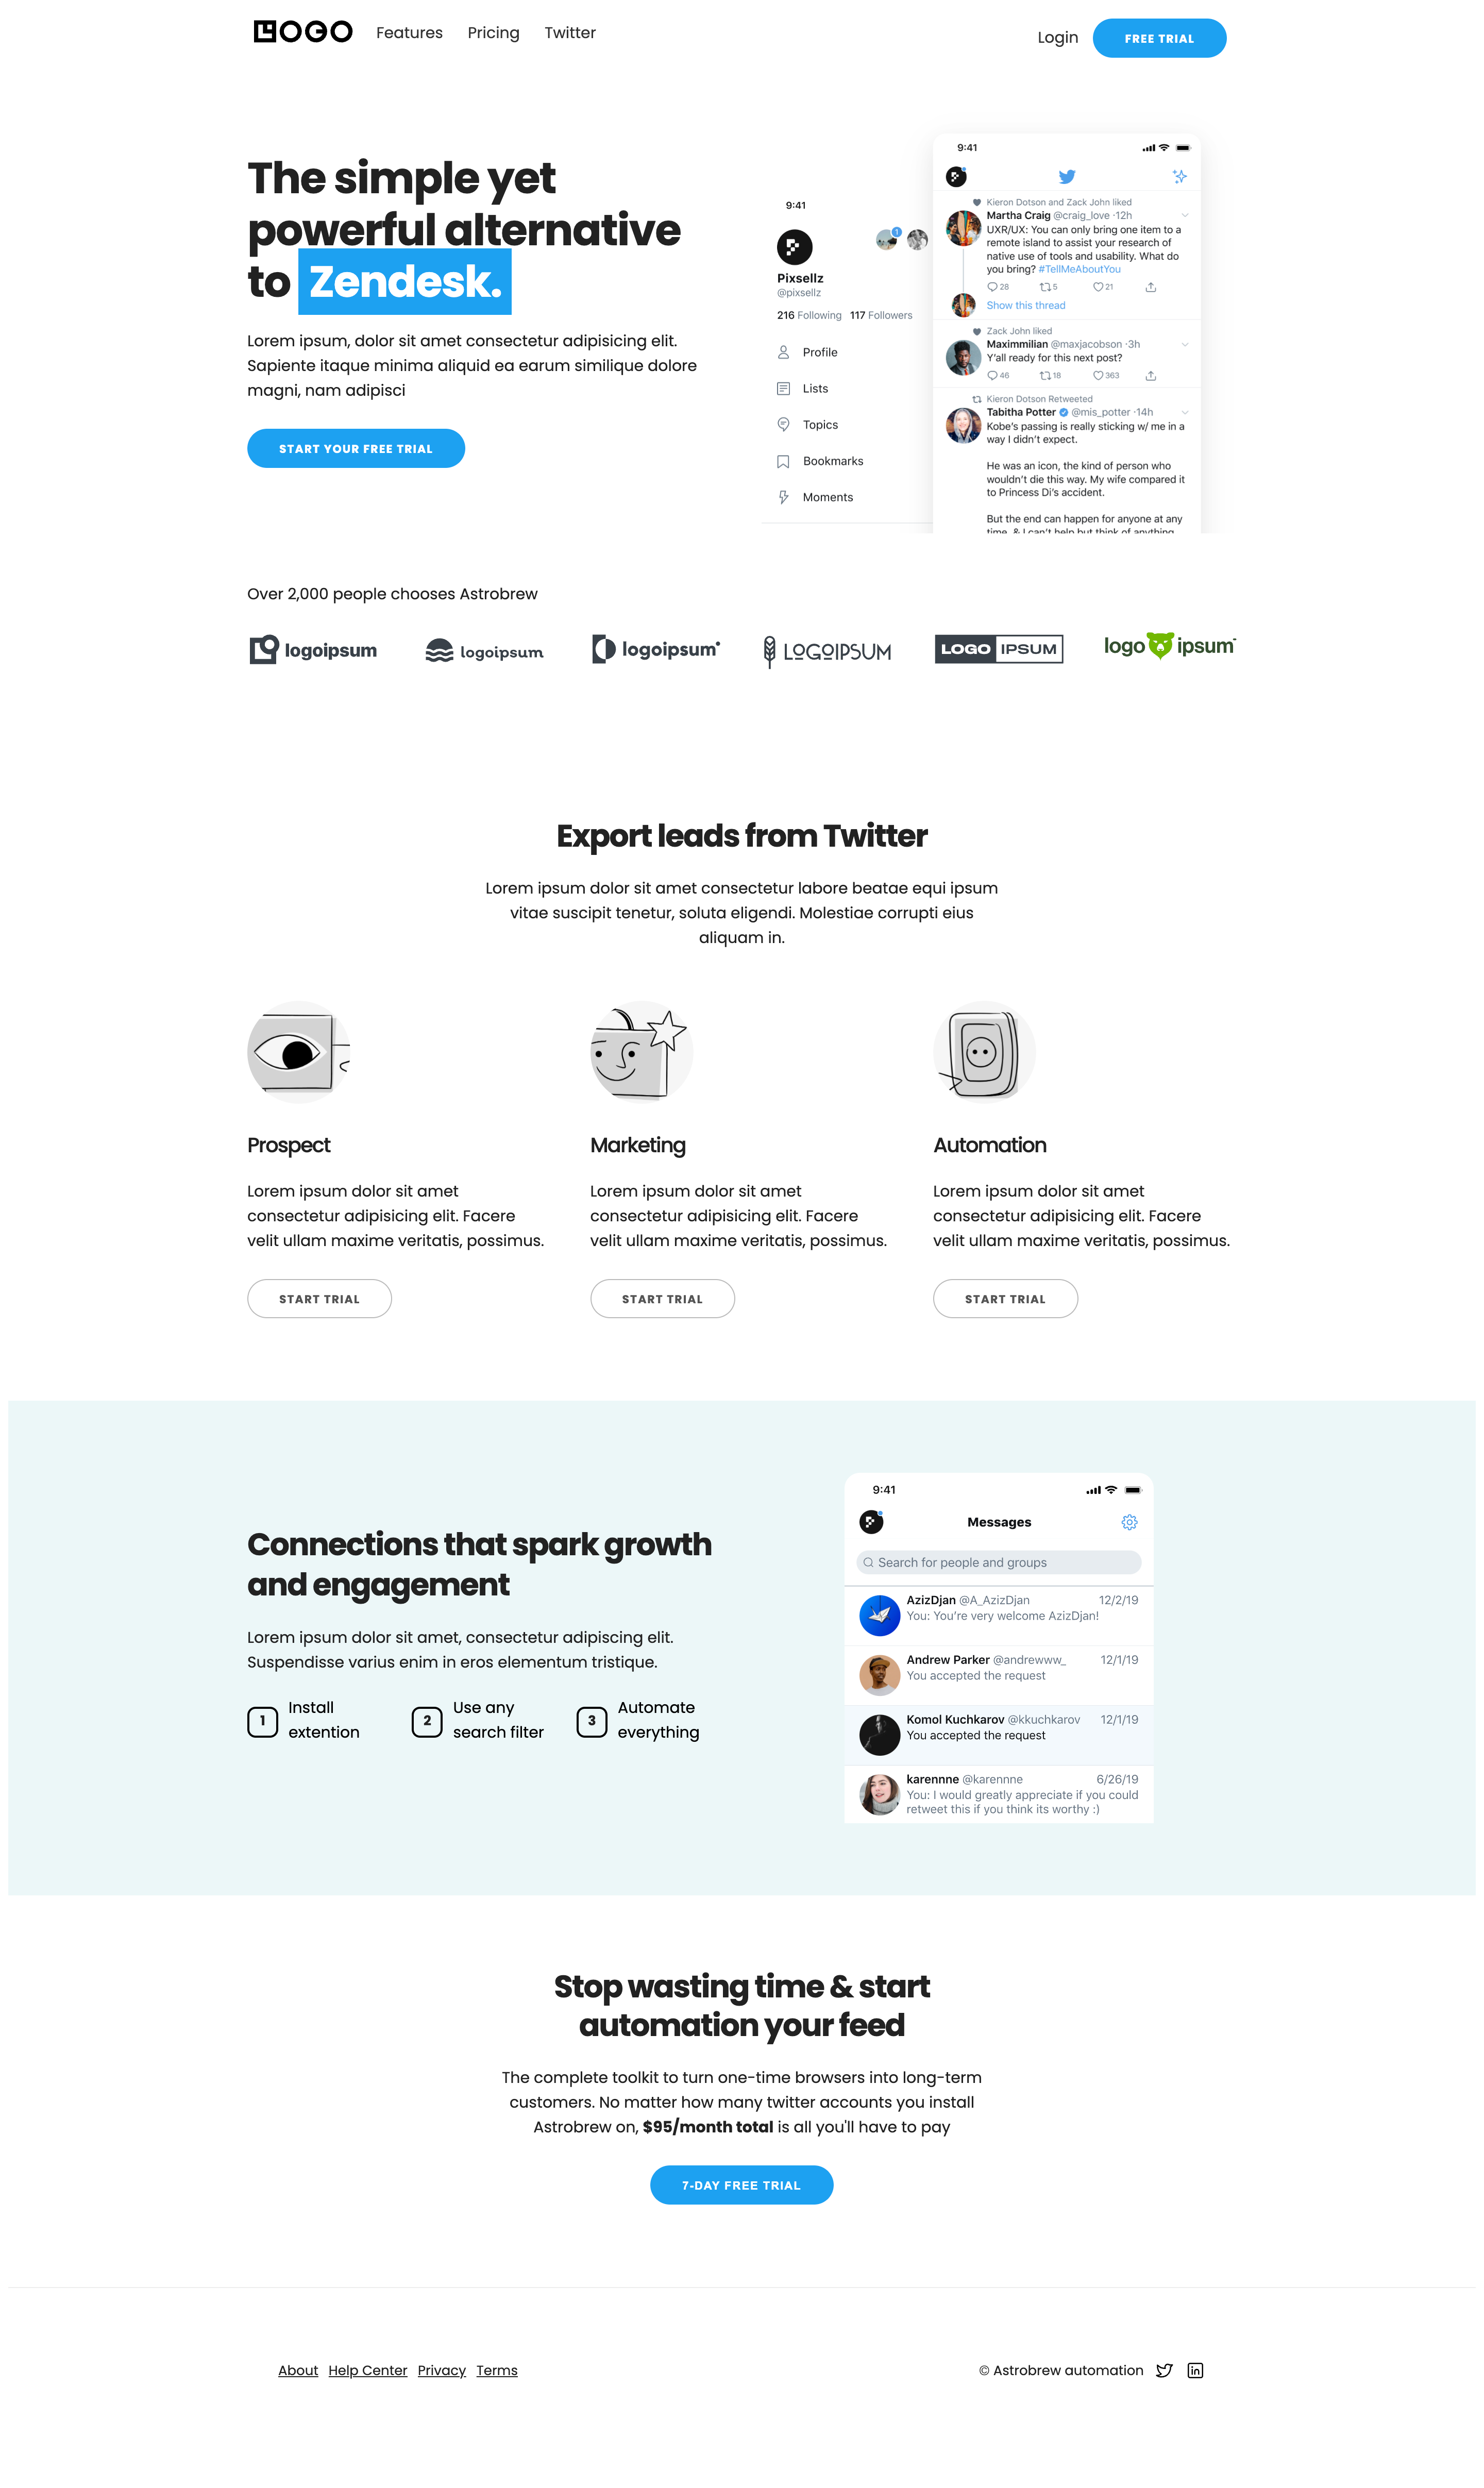 LOGO Features Pricing Twitter Login FREE TRIAL
The simple yet
powerful alternative
to Zendesk.
Lorem ipsum, dolor sit amet consectetur adipisicing elit.
Sapiente itaque minima aliquid ea earum similique dolore
magni, nam adipisci
START YOUR FREE TRIAL
9:41
Pixsellz
@pixsellz
216 Following 117 Followers
Profile
Lists
Topics
Bookmarks
Moments
1
9:41
Kieron Dotson and Zack John liked
Martha Craig @craig_love ·12h
UXR/UX: You can only bring one item to a
remote island to assist your research of
native use of tools and usability. What do
you bring? #TellMeAboutYou
28 5 21
Show this thread
Zack John liked
Maximmilian @maxjacobson ·3h
Y'all ready for this next post?
46 18 363
Kieron Dotson Retweeted
Tabitha Potter @mis_potter ·14h
Kobe's passing is really sticking w/ me in a
way I didn't expect.
He was an icon, the kind of person who
wouldn't die this way. My wife compared it
to Princess Di's accident.
But the end can happen for anyone at any
time, & I can't help but think of anything
Over 2,000 people chooses Astrobrew
logoipsum logoipsum logoipsum LOGOIPSUM LOGO IPSUM logo ipsum
Export leads from Twitter
Lorem ipsum dolor sit amet consectetur labore beatae equi ipsum
vitae suscipit tenetur, soluta eligendi. Molestiae corrupti eius
aliquam in.
Prospect
Lorem ipsum dolor sit amet
consectetur adipisicing elit. Facere
velit ullam maxime veritatis, possimus.
START TRIAL
Marketing
Lorem ipsum dolor sit amet
consectetur adipisicing elit. Facere
velit ullam maxime veritatis, possimus.
START TRIAL
Automation
Lorem ipsum dolor sit amet
consectetur adipisicing elit. Facere
velit ullam maxime veritatis, possimus.
START TRIAL
Connections that spark growth
and engagement
Lorem ipsum dolor sit amet, consectetur adipiscing elit.
Suspendisse varius enim in eros elementum tristique.
1 Install
extention
2 Use any
search filter
3 Automate
everything
9:41
Messages
Search for people and groups
AzizDjan @A_AzizDjan 12/2/19
You: You're very welcome AzizDjan!
Andrew Parker @andrewww_ 12/1/19
You accepted the request
Komol Kuchkarov @kkuchkarov 12/1/19
You accepted the request
karennne @karennne 6/26/19
You: I would greatly appreciate if you could
retweet this if you think its worthy :)
Stop wasting time & start
automation your feed
The complete toolkit to turn one-time browsers into long-term
customers. No matter how many twitter accounts you install
Astrobrew on, $95/month total is all you'll have to pay
7-DAY FREE TRIAL
About Help Center Privacy Terms © Astrobrew automation